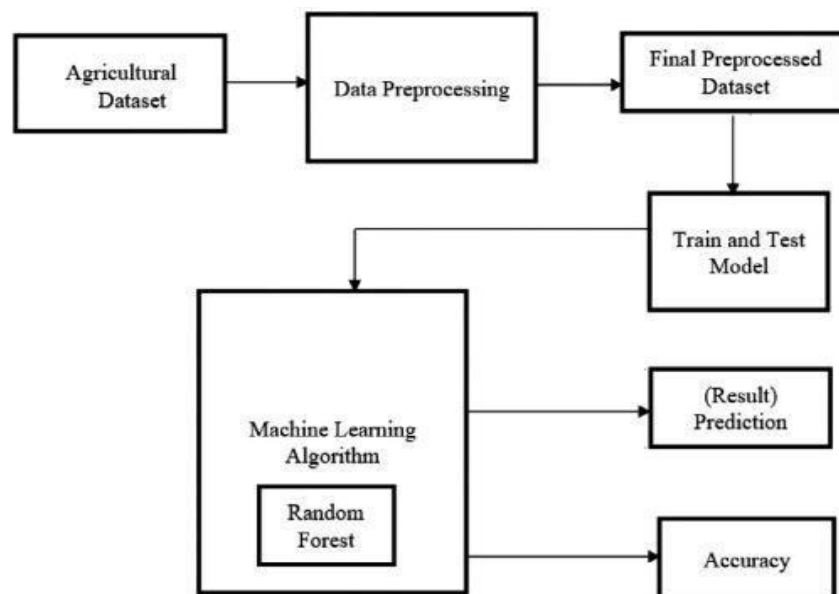 Agricultural
Dataset
Data Preprocessing
Final Preprocessed
Dataset
Train and Test
Model
Machine Learning
Algorithm
Random
Forest
(Result)
Prediction
Accuracy